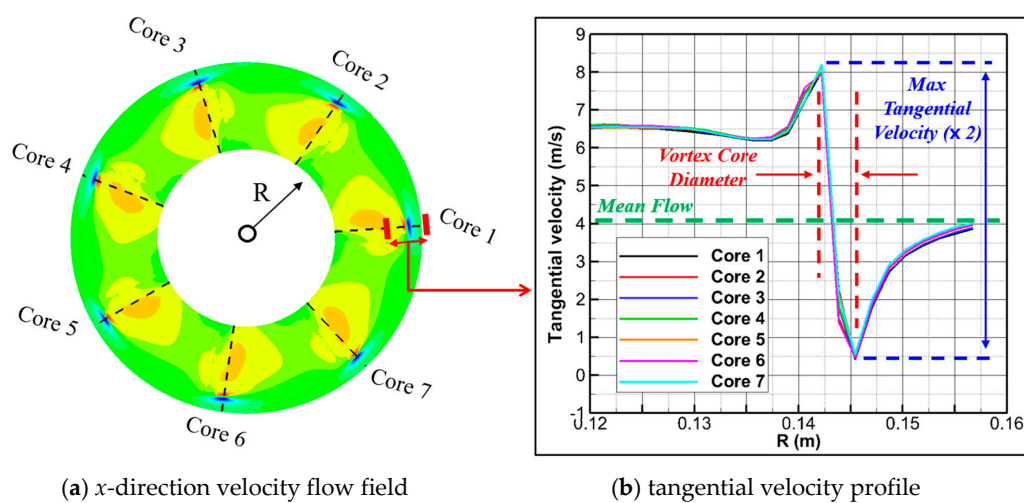 Core 3
Core 2
Core 4
R
Core 1
Core 5
Core 7
Core 6
9
8
7
6
5
4
3
2
1
0
-1
Tangential velocity (m/s)
Max
Tangential
Velocity (x 2)
Vortex Core
Diameter
Mean Flow
Core 1
Core 2
Core 3
Core 4
Core 5
Core 6
Core 7
0.12 0.13 0.14 0.15 0.16
R (m)
(a) x-direction velocity flow field
(b) tangential velocity profile